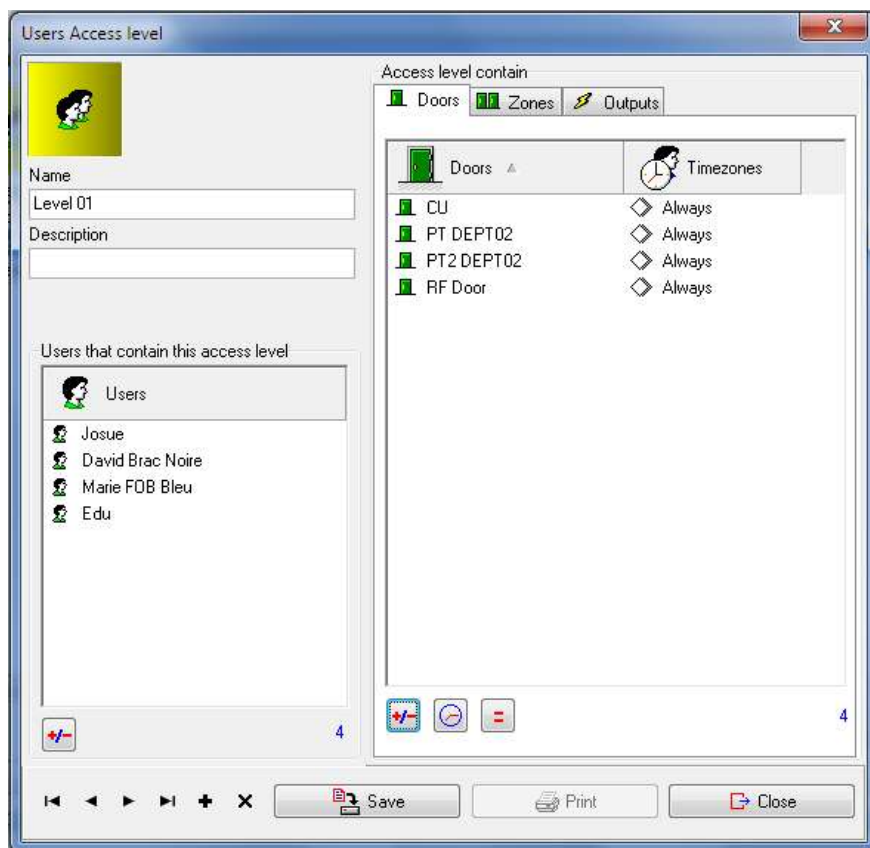 Users Access level
Name
Level 01
Description
Users that contain this access level
Users
Josue
David Brac Noire
Marie FOB Bleu
Edu
4
Access level contain
Doors Zones Outputs
Doors Timezones
CU Always
PT DEPT02 Always
PT2 DEPT02 Always
RF Door Always
4
Save Print Close